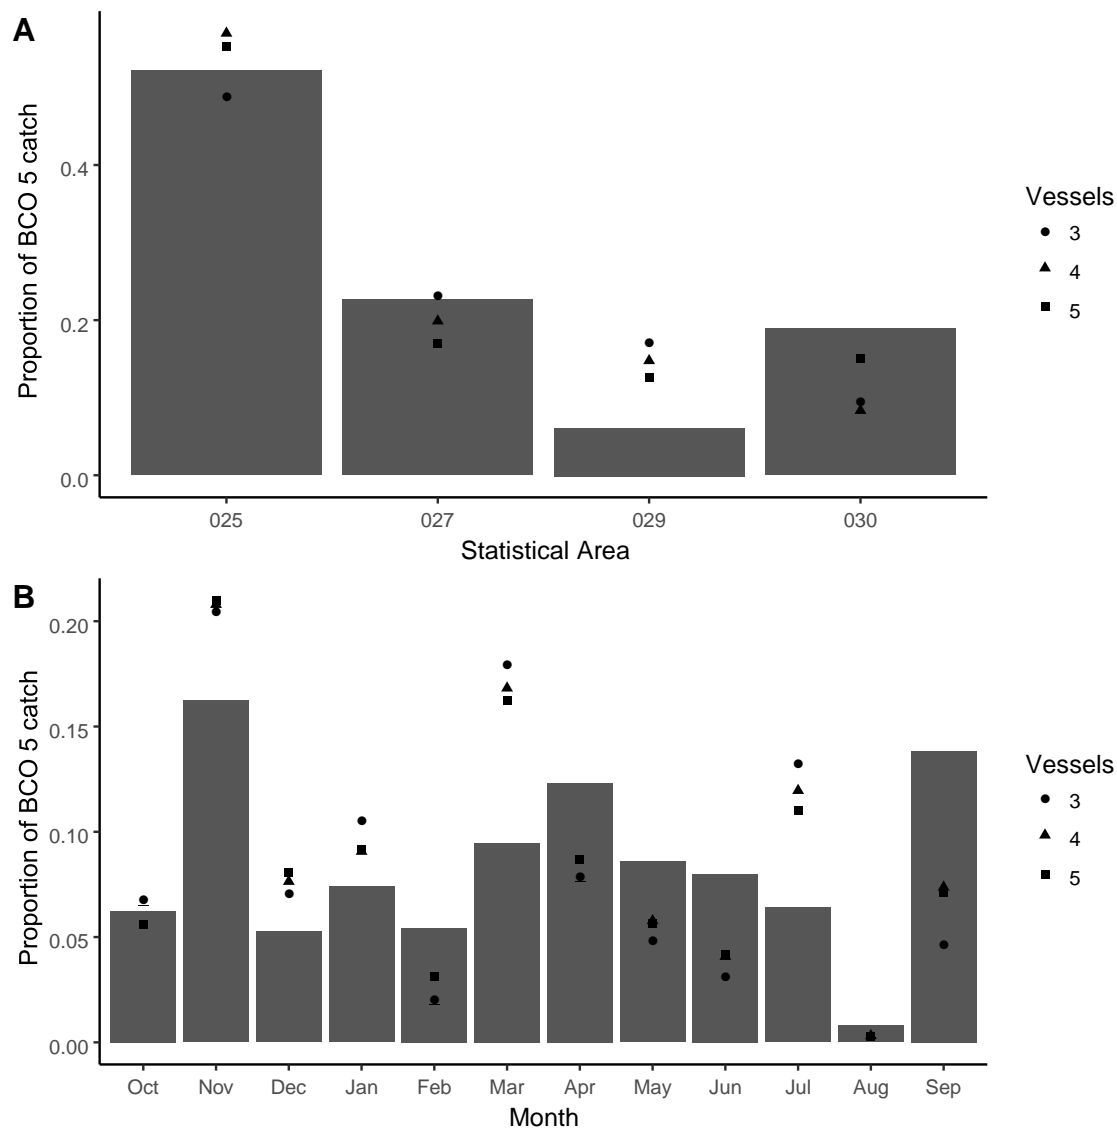 A
Proportion of BCO 5 catch
0.4
0.2
0.0
025 027 029 030
Statistical Area
Vessels
3
4
5
B
Proportion of BCO 5 catch
0.20
0.15
0.10
0.05
0.00
Oct Nov Dec Jan Feb Mar Apr May Jun Jul Aug Sep
Month
Vessels
3
4
5